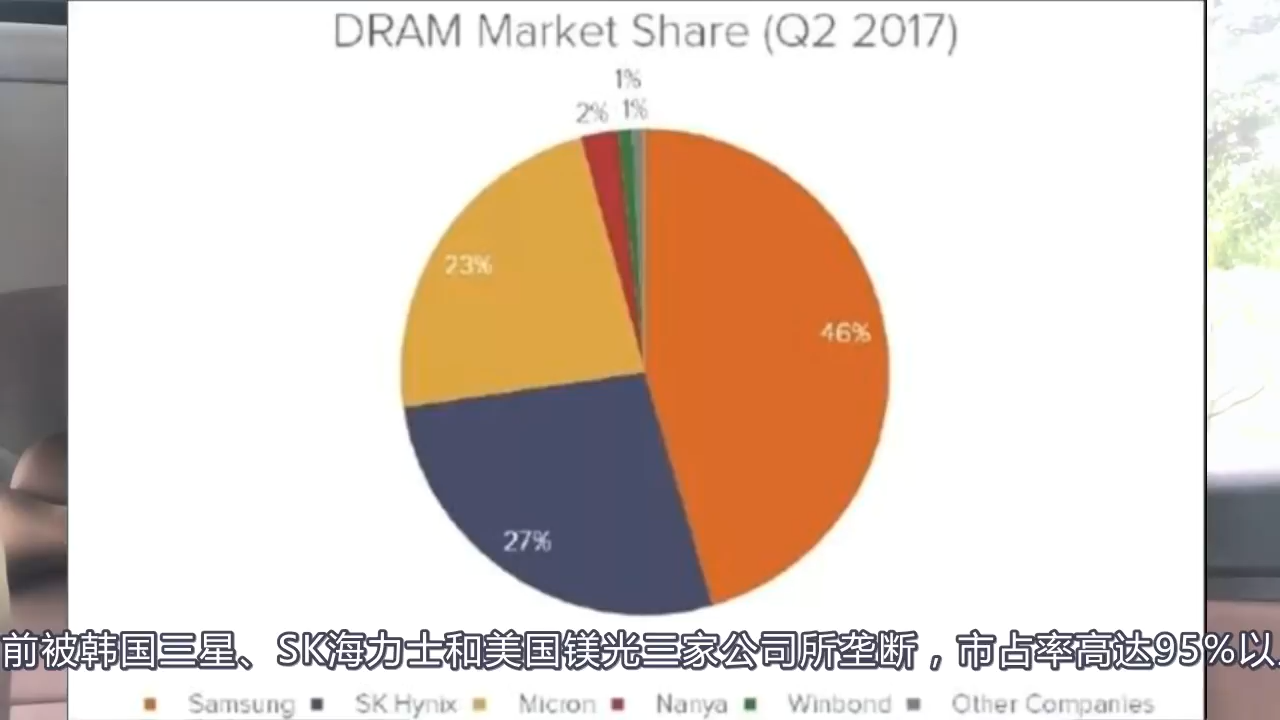 DRAM Market Share (Q2 2017)
1%
2% 1%
23%
46%
27%
前被韩国三星、SK海力士和美国镁光三家公司所垄断，市占率高达95%以
Samsung SK Hynix Micron Nanya Winbond Other Companies